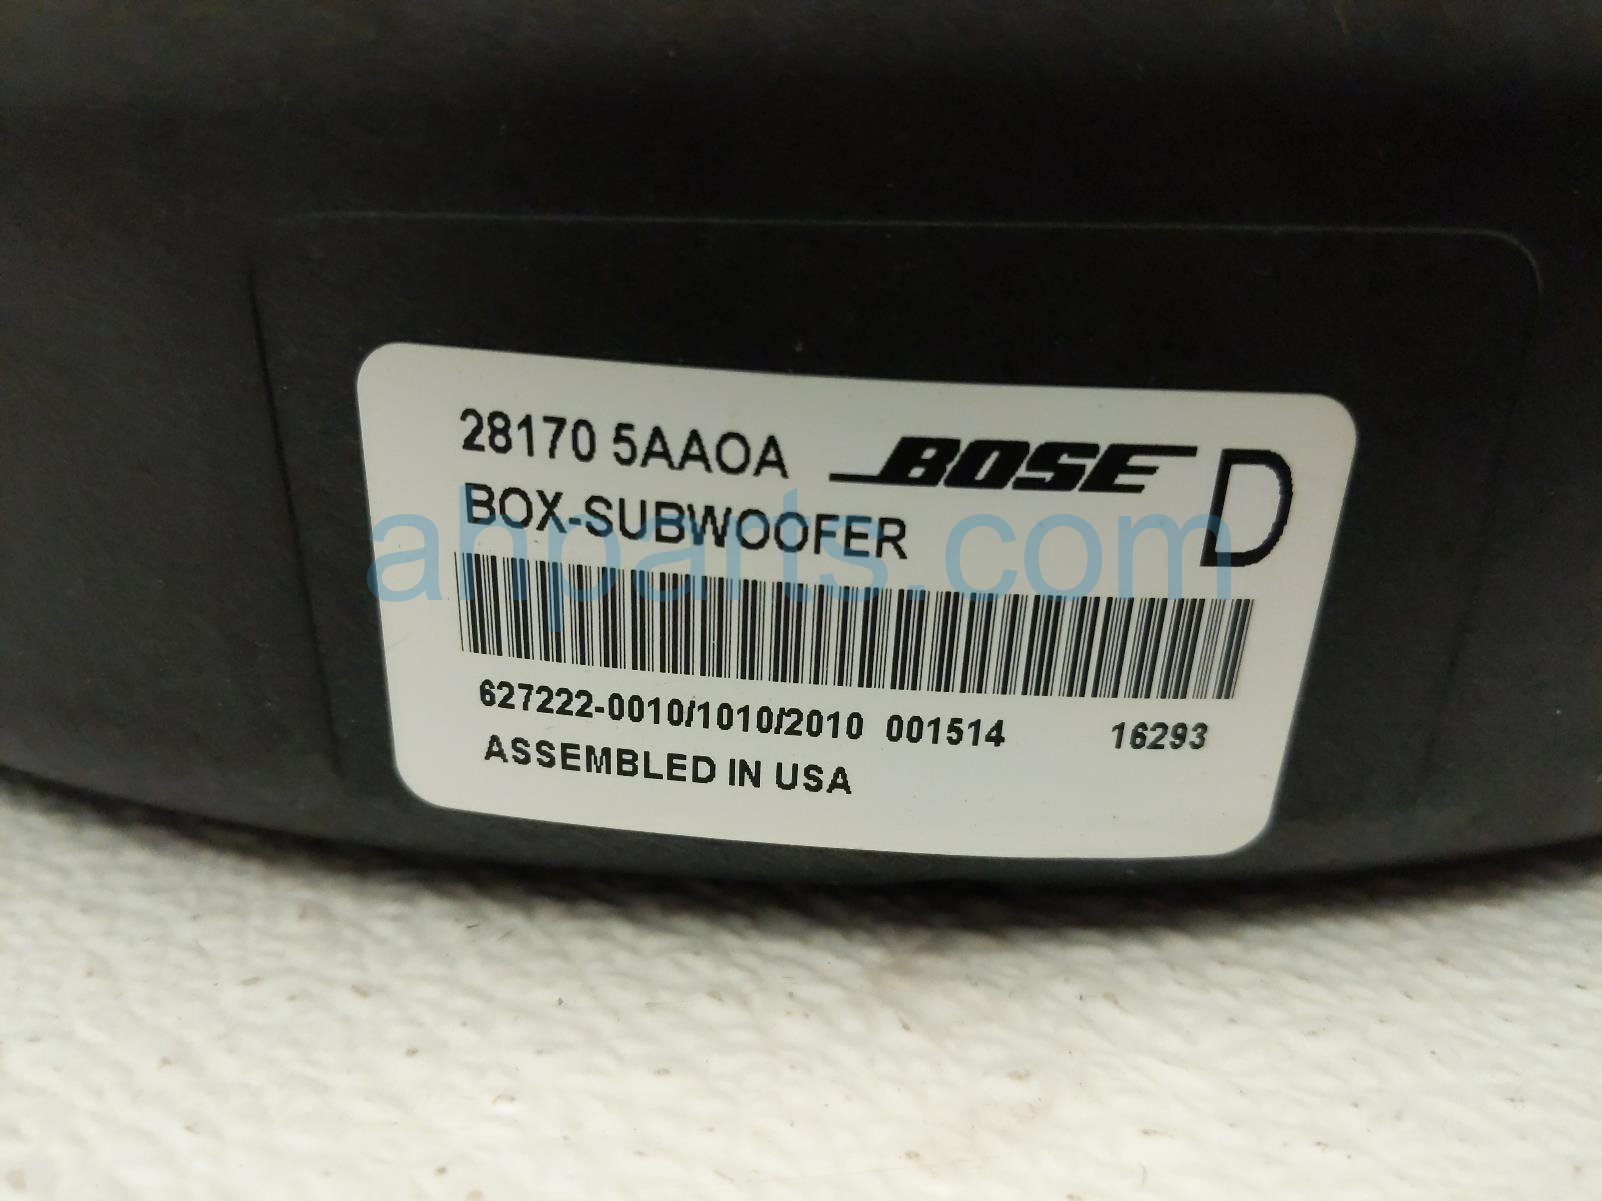 28170 5AAOA BOSE D
BOX-SUBWOOFER
ahparts.com
627222-0010/1010/2010 001514 16293
ASSEMBLED IN USA